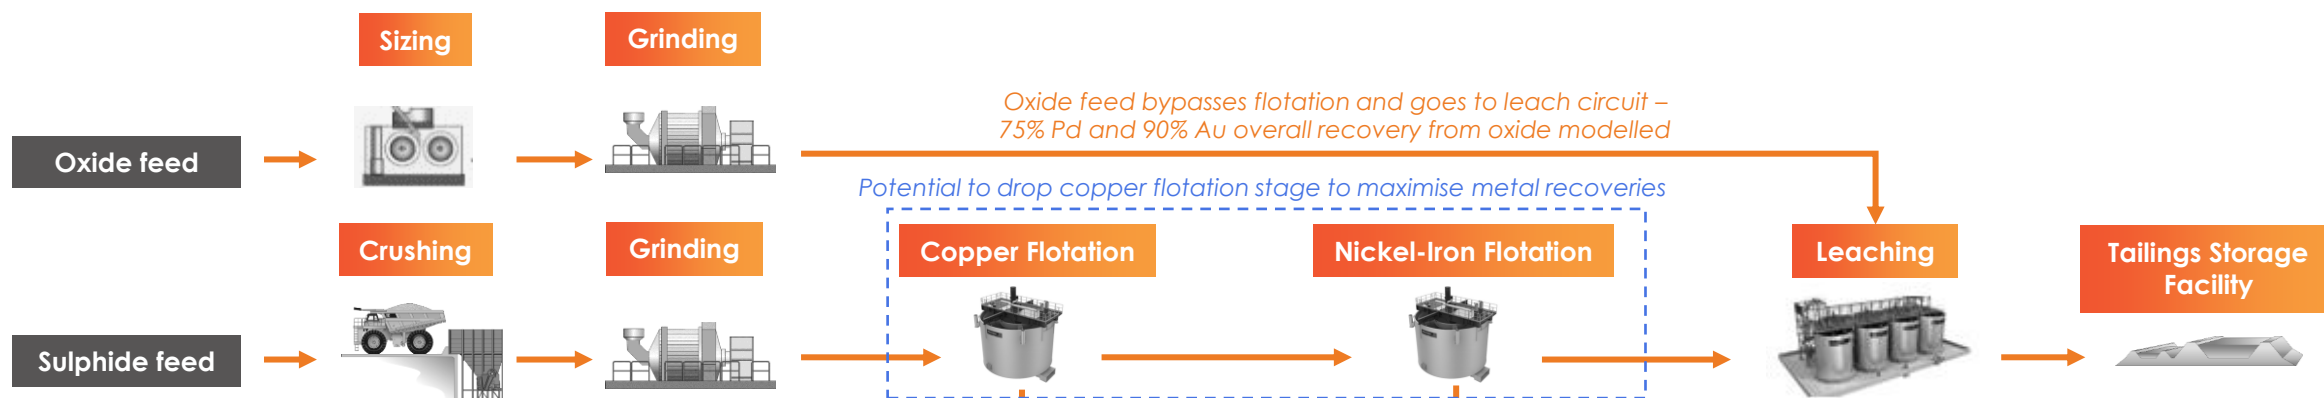 Sizing
Grinding
Oxide feed bypasses flotation and goes to leach circuit –
75% Pd and 90% Au overall recovery from oxide modelled
Oxide feed
Potential to drop copper flotation stage to maximise metal recoveries
Crushing
Grinding
Copper Flotation
Nickel-Iron Flotation
Leaching
Tailings Storage
Facility
Sulphide feed